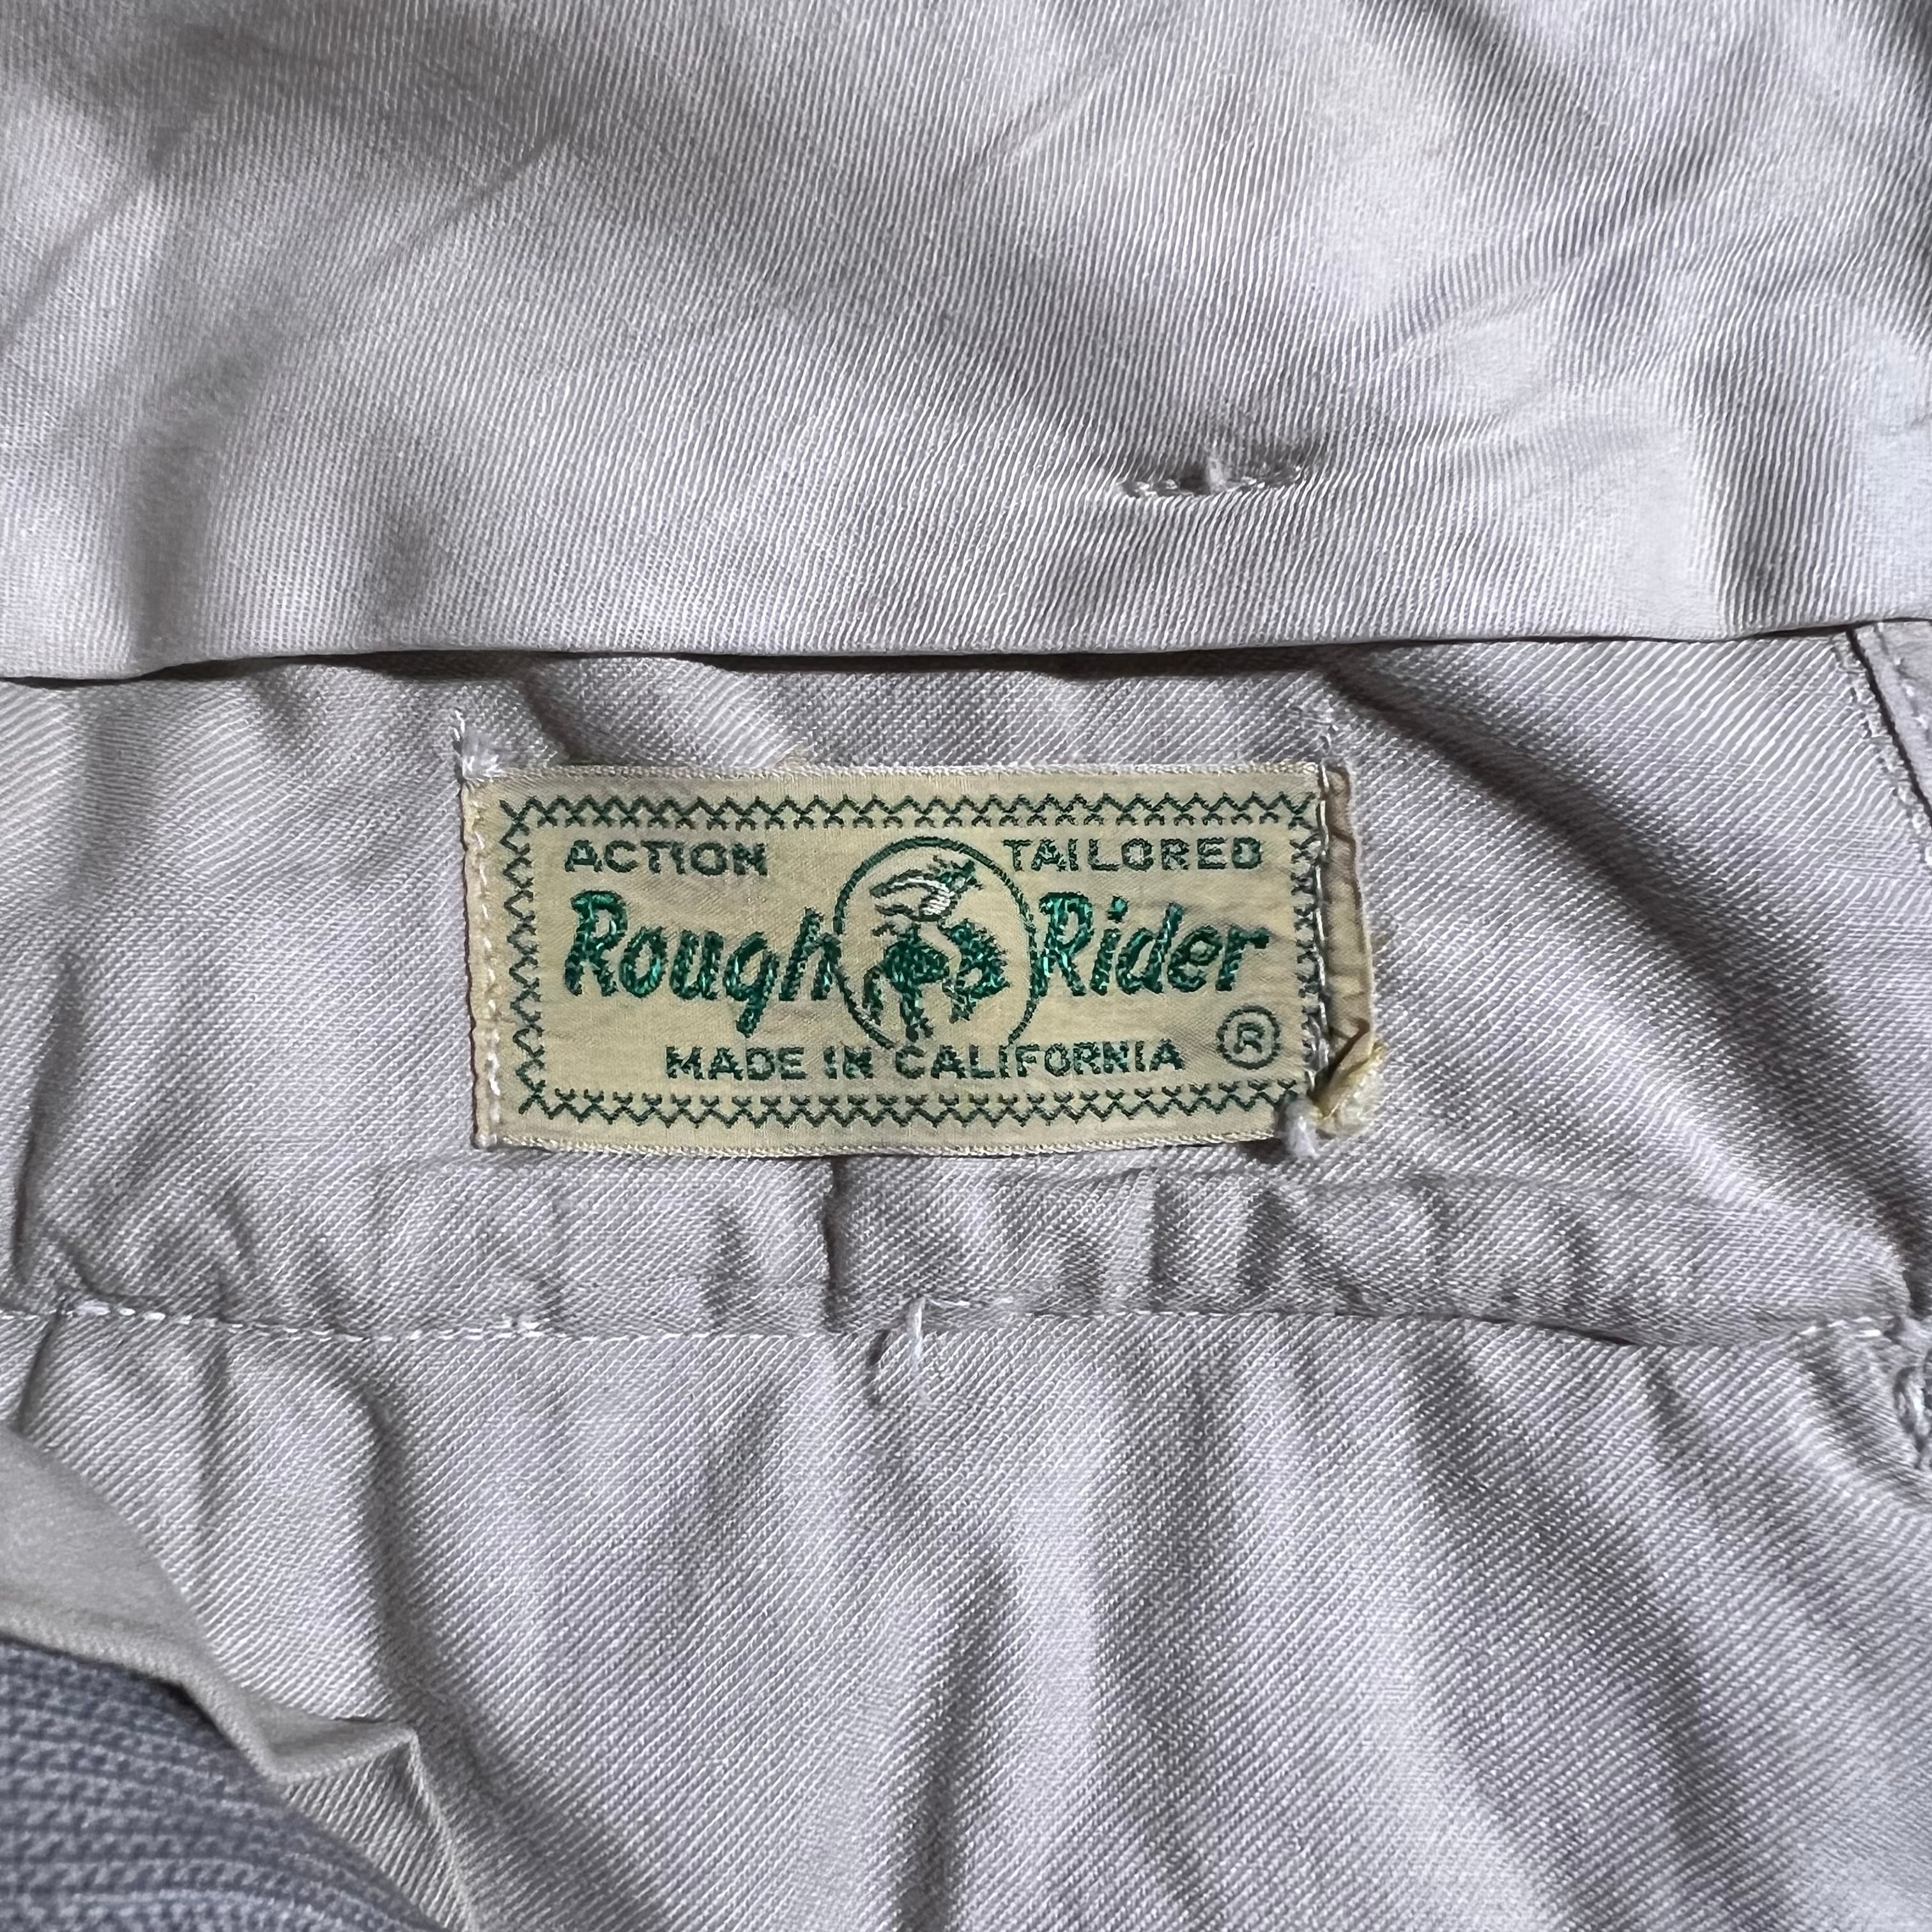 ACTION TAILORED
Rough Rider
MADE IN CALIFORNIA ®